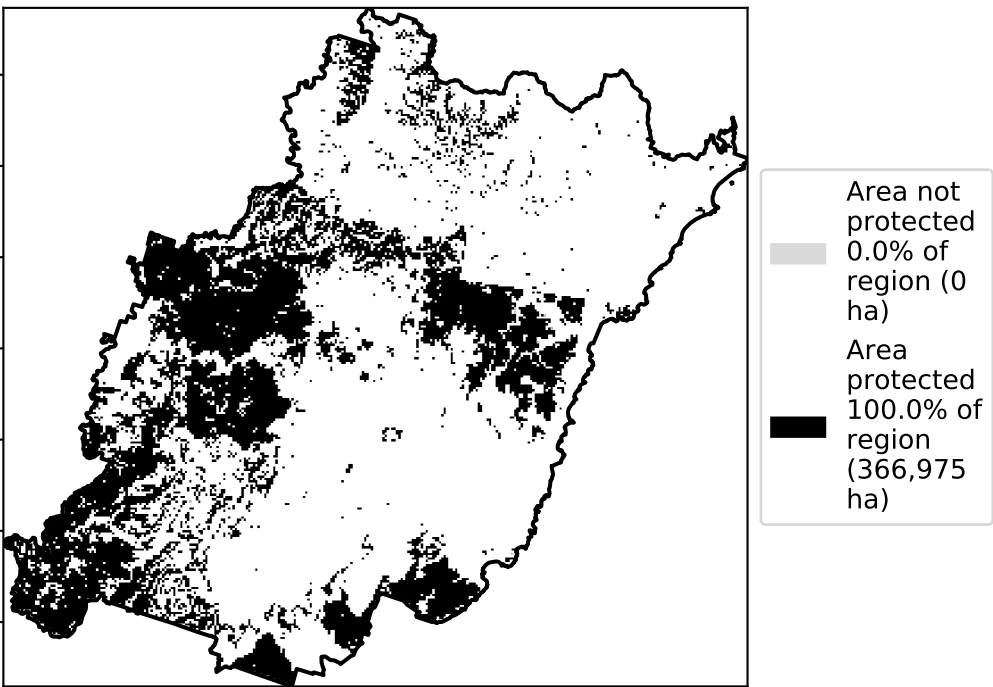 Area not
protected
0.0% of
region (0
ha)
Area
protected
100.0% of
region
(366,975
ha)